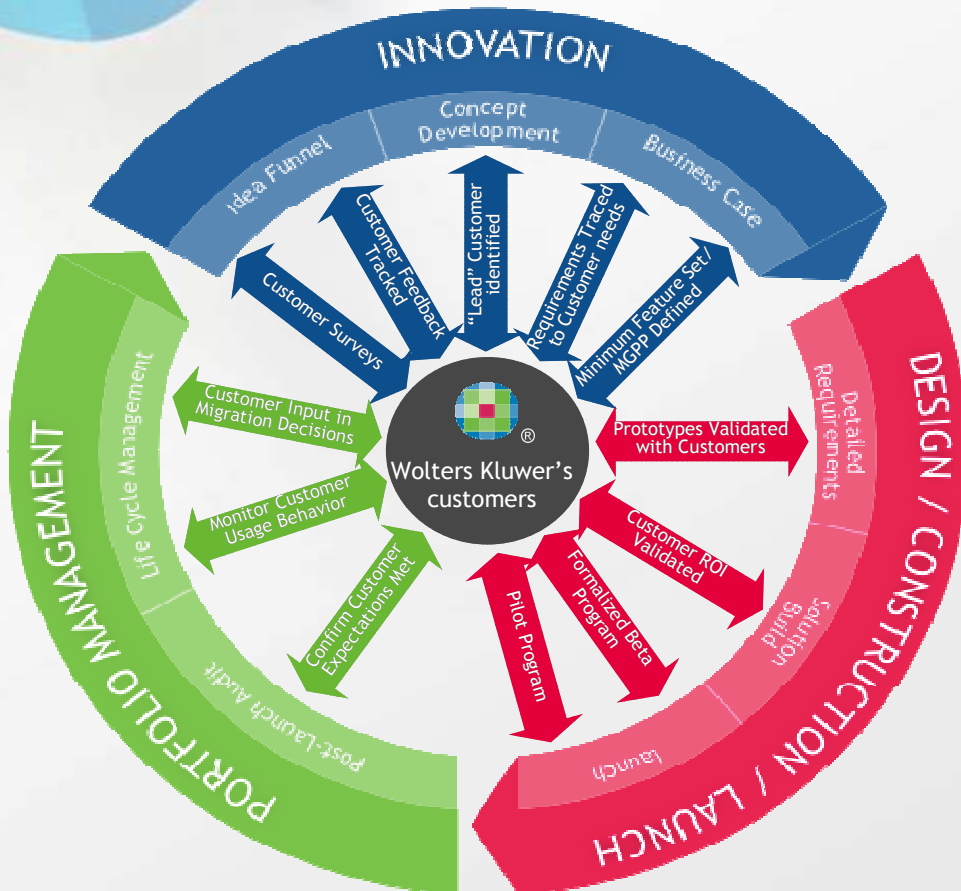 INNOVATION
Idea Funnel
Concept
Development
Business Case
Customer Surveys
Customer Feedback
Tracked
“Lead” Customer
identified
Requirements Traced
to Customer needs
Minimum Feature Set/
MGPP Defined
DESIGN / CONSTRUCTION / LAUNCH
Detailed
Requirements
Solution
Build
Launch
Prototypes Validated
with Customers
Customer ROI
Validated
Formalized Beta
Program
Pilot Program
PORTFOLIO MANAGEMENT
Post-Launch Audit
Life Cycle Management
Confirm Customer
Expectations Met
Monitor Customer
Usage Behavior
Customer Input in
Migration Decisions
®
Wolters Kluwer’s
customers